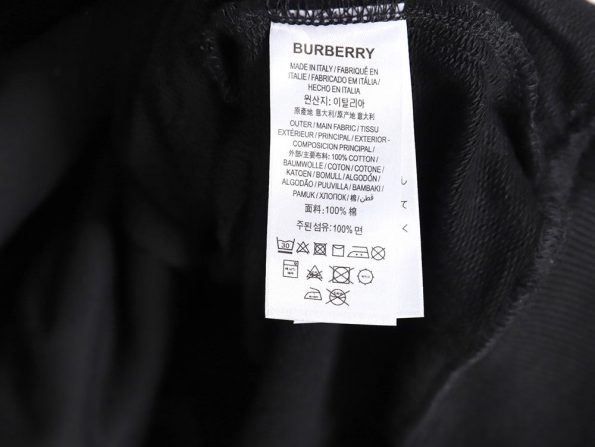 BURBERRY
MADE IN ITALY / FABRIQUÉ EN
ITALIE / FABRICADO EM ITÁLIA /
HECHO EN ITALIA
원산지: 이탈리아
原產地: 意大利/原产地 意大利
OUTER / MAIN FABRIC / TISSU
EXTÉRIEUR / PRINCIPAL / EXTERIOR -
COMPOSICION PRINCIPAL /
外部/主要布料: 100% COTTON /
BAUMWOLLE / COTON / COTONE /
KATOEN / BOMULL / ALGODÓN /
ALGODÃO / PUUVILLA / BAMBAKI /
PAMUK / ХЛОПОК / 棉 / قطن /
面料: 100% 棉
주된 섬유: 100% 면
30